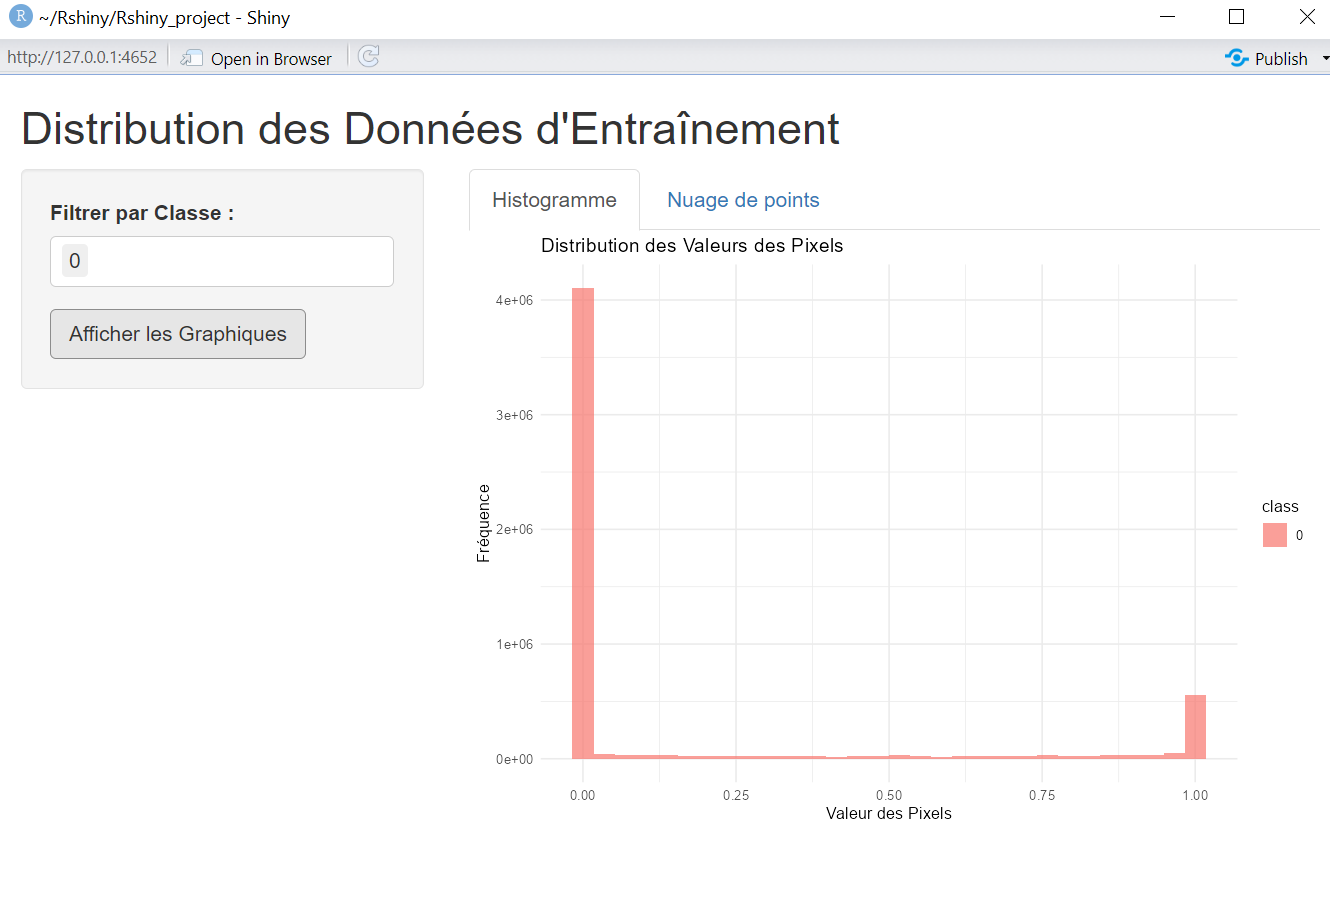 R ~/Rshiny/Rshiny_project - Shiny
http://127.0.0.1:4652 Open in Browser Publish
Distribution des Données d'Entraînement
Filtrer par Classe :
0
Afficher les Graphiques
Histogramme Nuage de points
Distribution des Valeurs des Pixels
4e+06
3e+06
2e+06
1e+06
0e+00
Fréquence
0.00 0.25 0.50 0.75 1.00
Valeur des Pixels
class
0